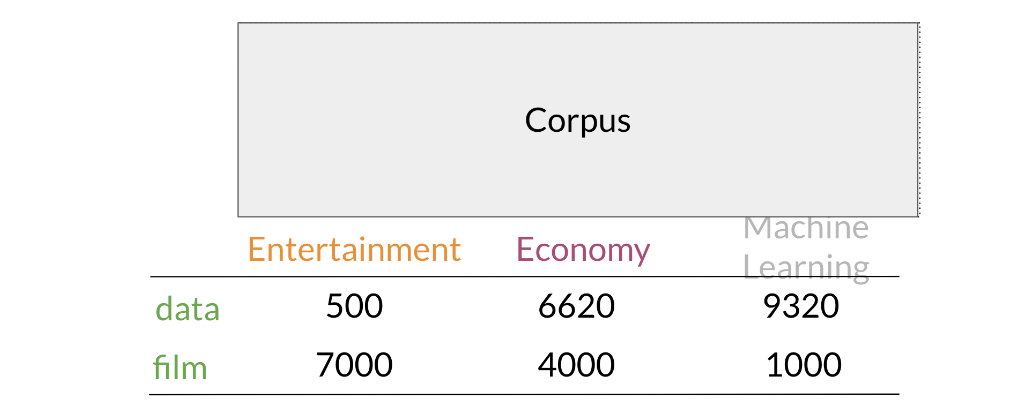 Corpus
Entertainment Economy Machine Learning
data 500 6620 9320
film 7000 4000 1000